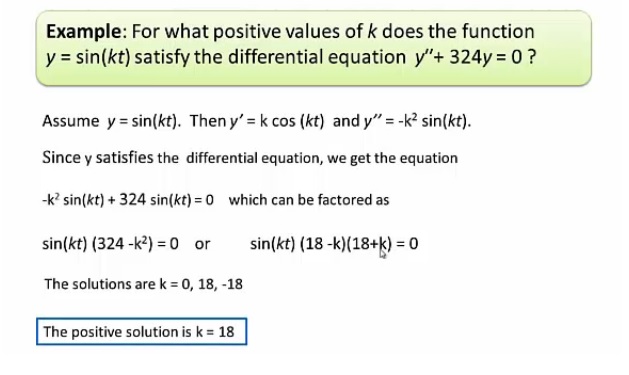 Example: For what positive values of k does the function
y = sin(kt) satisfy the differential equation y″+ 324y = 0 ?
Assume y = sin(kt). Then y′ = k cos (kt) and y″ = -k² sin(kt).
Since y satisfies the differential equation, we get the equation
-k² sin(kt) + 324 sin(kt) = 0 which can be factored as
sin(kt) (324 -k²) = 0 or sin(kt) (18 -k)(18+k) = 0
The solutions are k = 0, 18, -18
The positive solution is k = 18